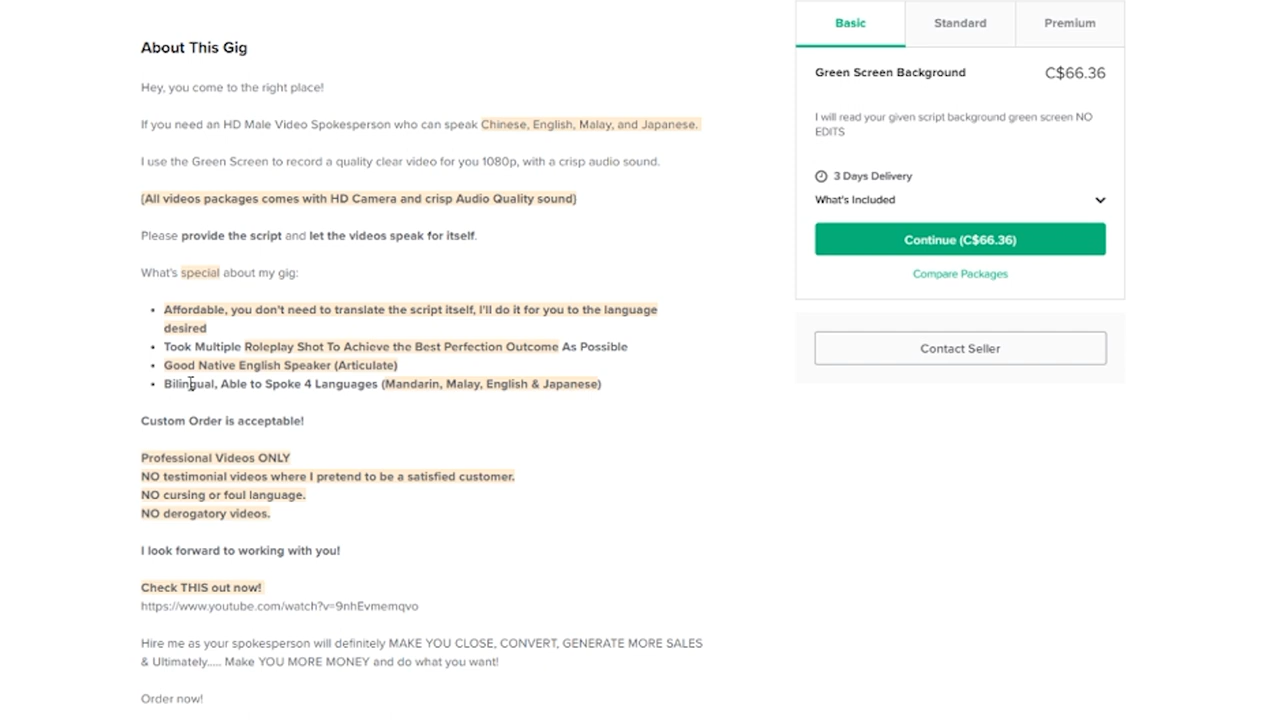 About This Gig
Hey, you come to the right place!
If you need an HD Male Video Spokesperson who can speak Chinese, English, Malay, and Japanese.
I use the Green Screen to record a quality clear video for you 1080p, with a crisp audio sound.
(All videos packages comes with HD Camera and crisp Audio Quality sound)
Please provide the script and let the videos speak for itself.
What's special about my gig:
• Affordable, you don't need to translate the script itself, I'll do it for you to the language
desired
• Took Multiple Roleplay Shot To Achieve the Best Perfection Outcome As Possible
• Good Native English Speaker (Articulate)
• Bilingual, Able to Spoke 4 Languages (Mandarin, Malay, English & Japanese)
Custom Order is acceptable!
Professional Videos ONLY
NO testimonial videos where I pretend to be a satisfied customer.
NO cursing or foul language.
NO derogatory videos.
I look forward to working with you!
Check THIS out now!
https://www.youtube.com/watch?v=9nhEvmemqvo
Hire me as your spokesperson will definitely MAKE YOU CLOSE, CONVERT, GENERATE MORE SALES
& Ultimately..... Make YOU MORE MONEY and do what you want!
Order now!
Basic Standard Premium
Green Screen Background C$66.36
I will read your given script background green screen NO
EDITS
3 Days Delivery
What's Included
Continue (C$66.36)
Compare Packages
Contact Seller